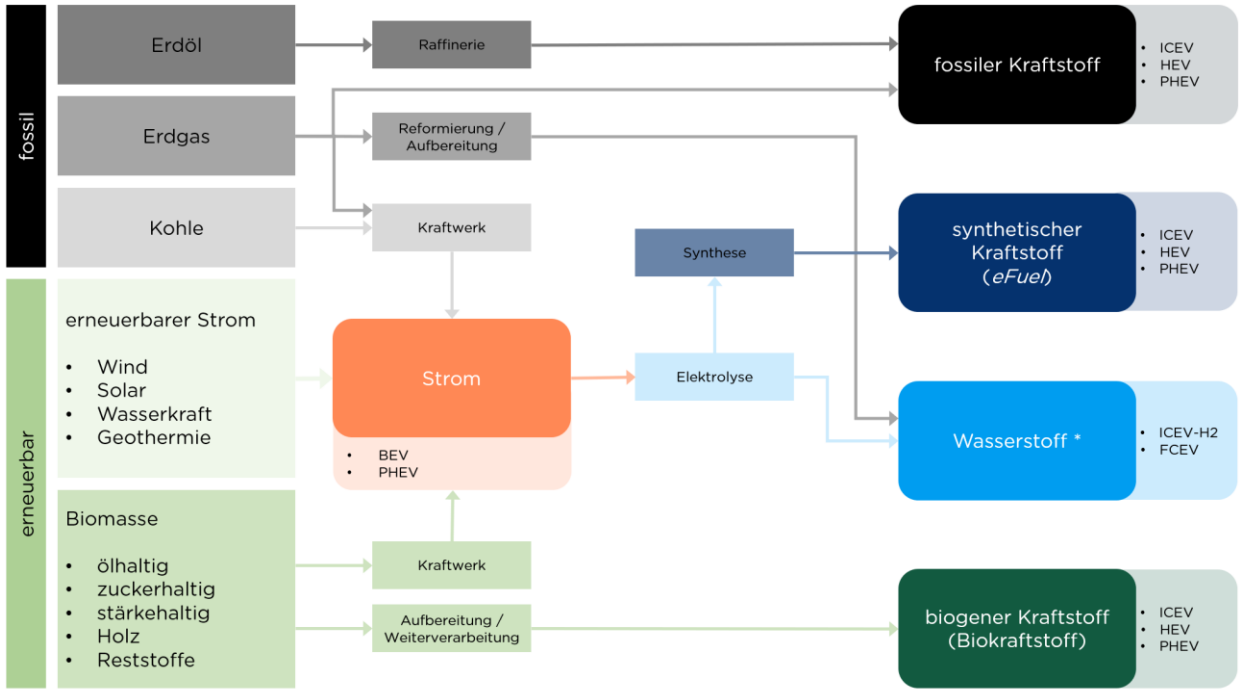 fossil
Erdöl
Raffinerie
fossiler Kraftstoff
• ICEV
• HEV
• PHEV
Erdgas
Reformierung /
Aufbereitung
Kohle
Kraftwerk
Synthese
synthetischer
Kraftstoff
(eFuel)
• ICEV
• HEV
• PHEV
erneuerbar
erneuerbarer Strom
• Wind
• Solar
• Wasserkraft
• Geothermie
Strom
• BEV
• PHEV
Elektrolyse
Wasserstoff *
• ICEV-H2
• FCEV
Biomasse
• ölhaltig
• zuckerhaltig
• stärkehaltig
• Holz
• Reststoffe
Kraftwerk
Aufbereitung /
Weiterverarbeitung
biogener Kraftstoff
(Biokraftstoff)
• ICEV
• HEV
• PHEV